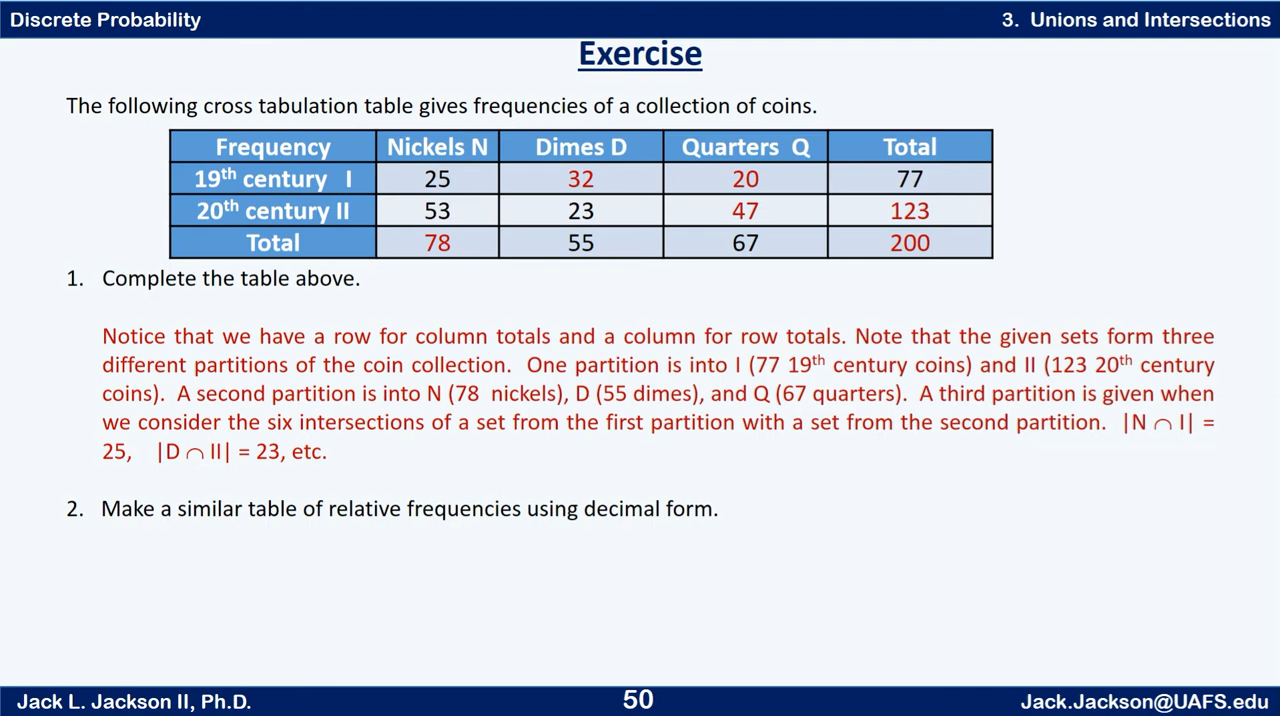 Discrete Probability
3. Unions and Intersections
Exercise
The following cross tabulation table gives frequencies of a collection of coins.
Frequency Nickels N Dimes D Quarters Q Total
19th century I 25 32 20 77
20th century II 53 23 47 123
Total 78 55 67 200
1. Complete the table above.
Notice that we have a row for column totals and a column for row totals. Note that the given sets form three
different partitions of the coin collection. One partition is into I (77 19th century coins) and II (123 20th century
coins). A second partition is into N (78 nickels), D (55 dimes), and Q (67 quarters). A third partition is given when
we consider the six intersections of a set from the first partition with a set from the second partition. |N ∩ I| =
25, |D ∩ II| = 23, etc.
2. Make a similar table of relative frequencies using decimal form.
Jack L. Jackson II, Ph.D.
50
Jack.Jackson@UAFS.edu